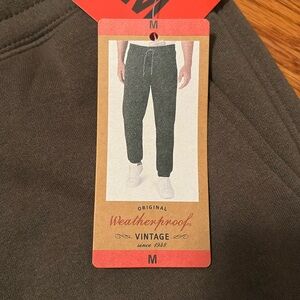 M
ORIGINAL
Weatherproof®
VINTAGE
since 1948
M